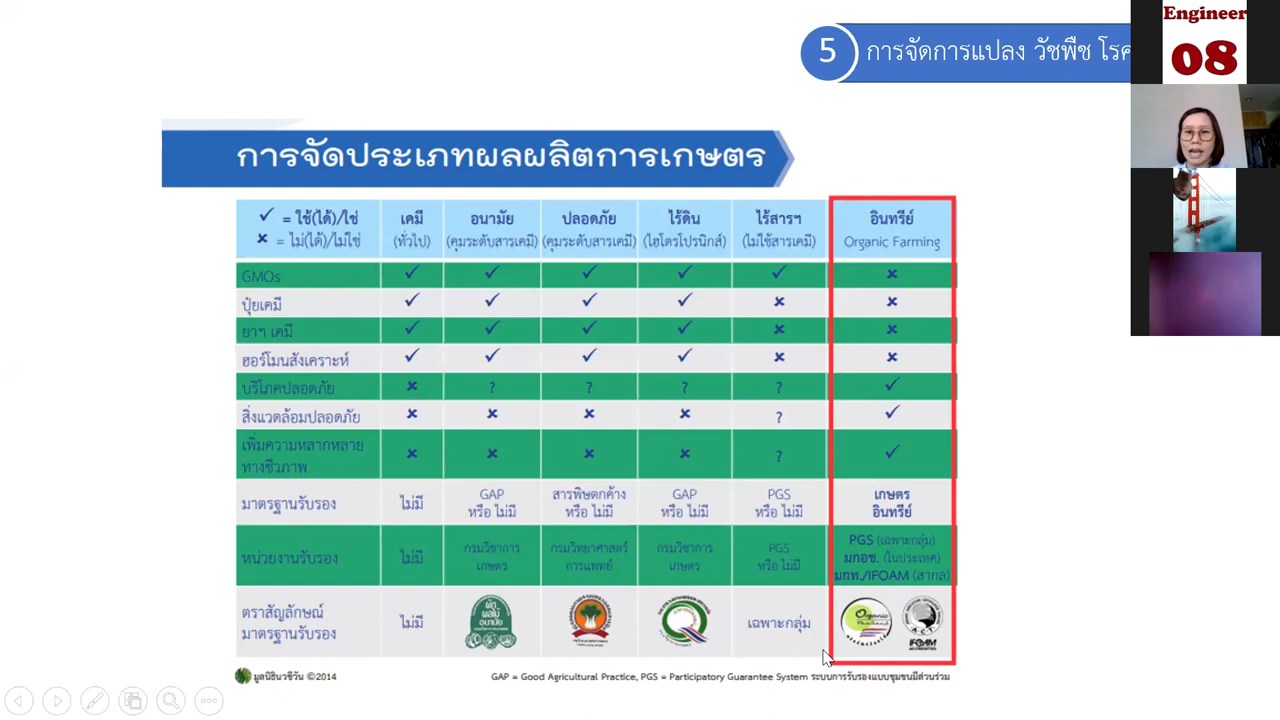 Engineer
08
5 การจัดการแปลง วัชพืช โรค
การจัดประเภทผลผลิตการเกษตร
✓ = ใช้(ได้)/ใช่
✗ = ไม่(ได้)/ไม่ใช่
เคมี
(ทั่วไป)
อนามัย
(คุมระดับสารเคมี)
ปลอดภัย
(คุมระดับสารเคมี)
ไร้ดิน
(ไฮโดรโปรนิกส์)
ไร้สารฯ
(ไม่ใช้สารเคมี)
อินทรีย์
Organic Farming
GMOs ✓ ✓ ✓ ✓ ✓ ✗
ปุ๋ยเคมี ✓ ✓ ✓ ✓ ✗ ✗
ยาฯ เคมี ✓ ✓ ✓ ✓ ✗ ✗
ฮอร์โมนสังเคราะห์ ✓ ✓ ✓ ✓ ✗ ✗
บริโภคปลอดภัย ✗ ? ? ? ? ✓
สิ่งแวดล้อมปลอดภัย ✗ ✗ ✗ ✗ ? ✓
เพิ่มความหลากหลาย
ทางชีวภาพ ✗ ✗ ✗ ✗ ? ✓
มาตรฐานรับรอง
ไม่มี
GAP
หรือ ไม่มี
สารพิษตกค้าง
หรือ ไม่มี
GAP
หรือ ไม่มี
PGS
หรือ ไม่มี
เกษตร
อินทรีย์
หน่วยงานรับรอง
ไม่มี
กรมวิชาการ
เกษตร
กรมวิทยาศาสตร์
การแพทย์
กรมวิชาการ
เกษตร
PGS
หรือ ไม่มี
PGS (เฉพาะกลุ่ม)
มกอช. (ในประเทศ)
มกท./IFOAM (สากล)
ตราสัญลักษณ์
มาตรฐานรับรอง
ไม่มี
ผัก
ผลไม้
อนามัย
Q
เฉพาะกลุ่ม
Organic
Thailand
ACT
IFOAM
ACCREDITED
มูลนิธินวชีวัน ©2014
GAP = Good Agricultural Practice, PGS = Participatory Guarantee System ระบบการรับรองแบบชุมชนมีส่วนร่วม